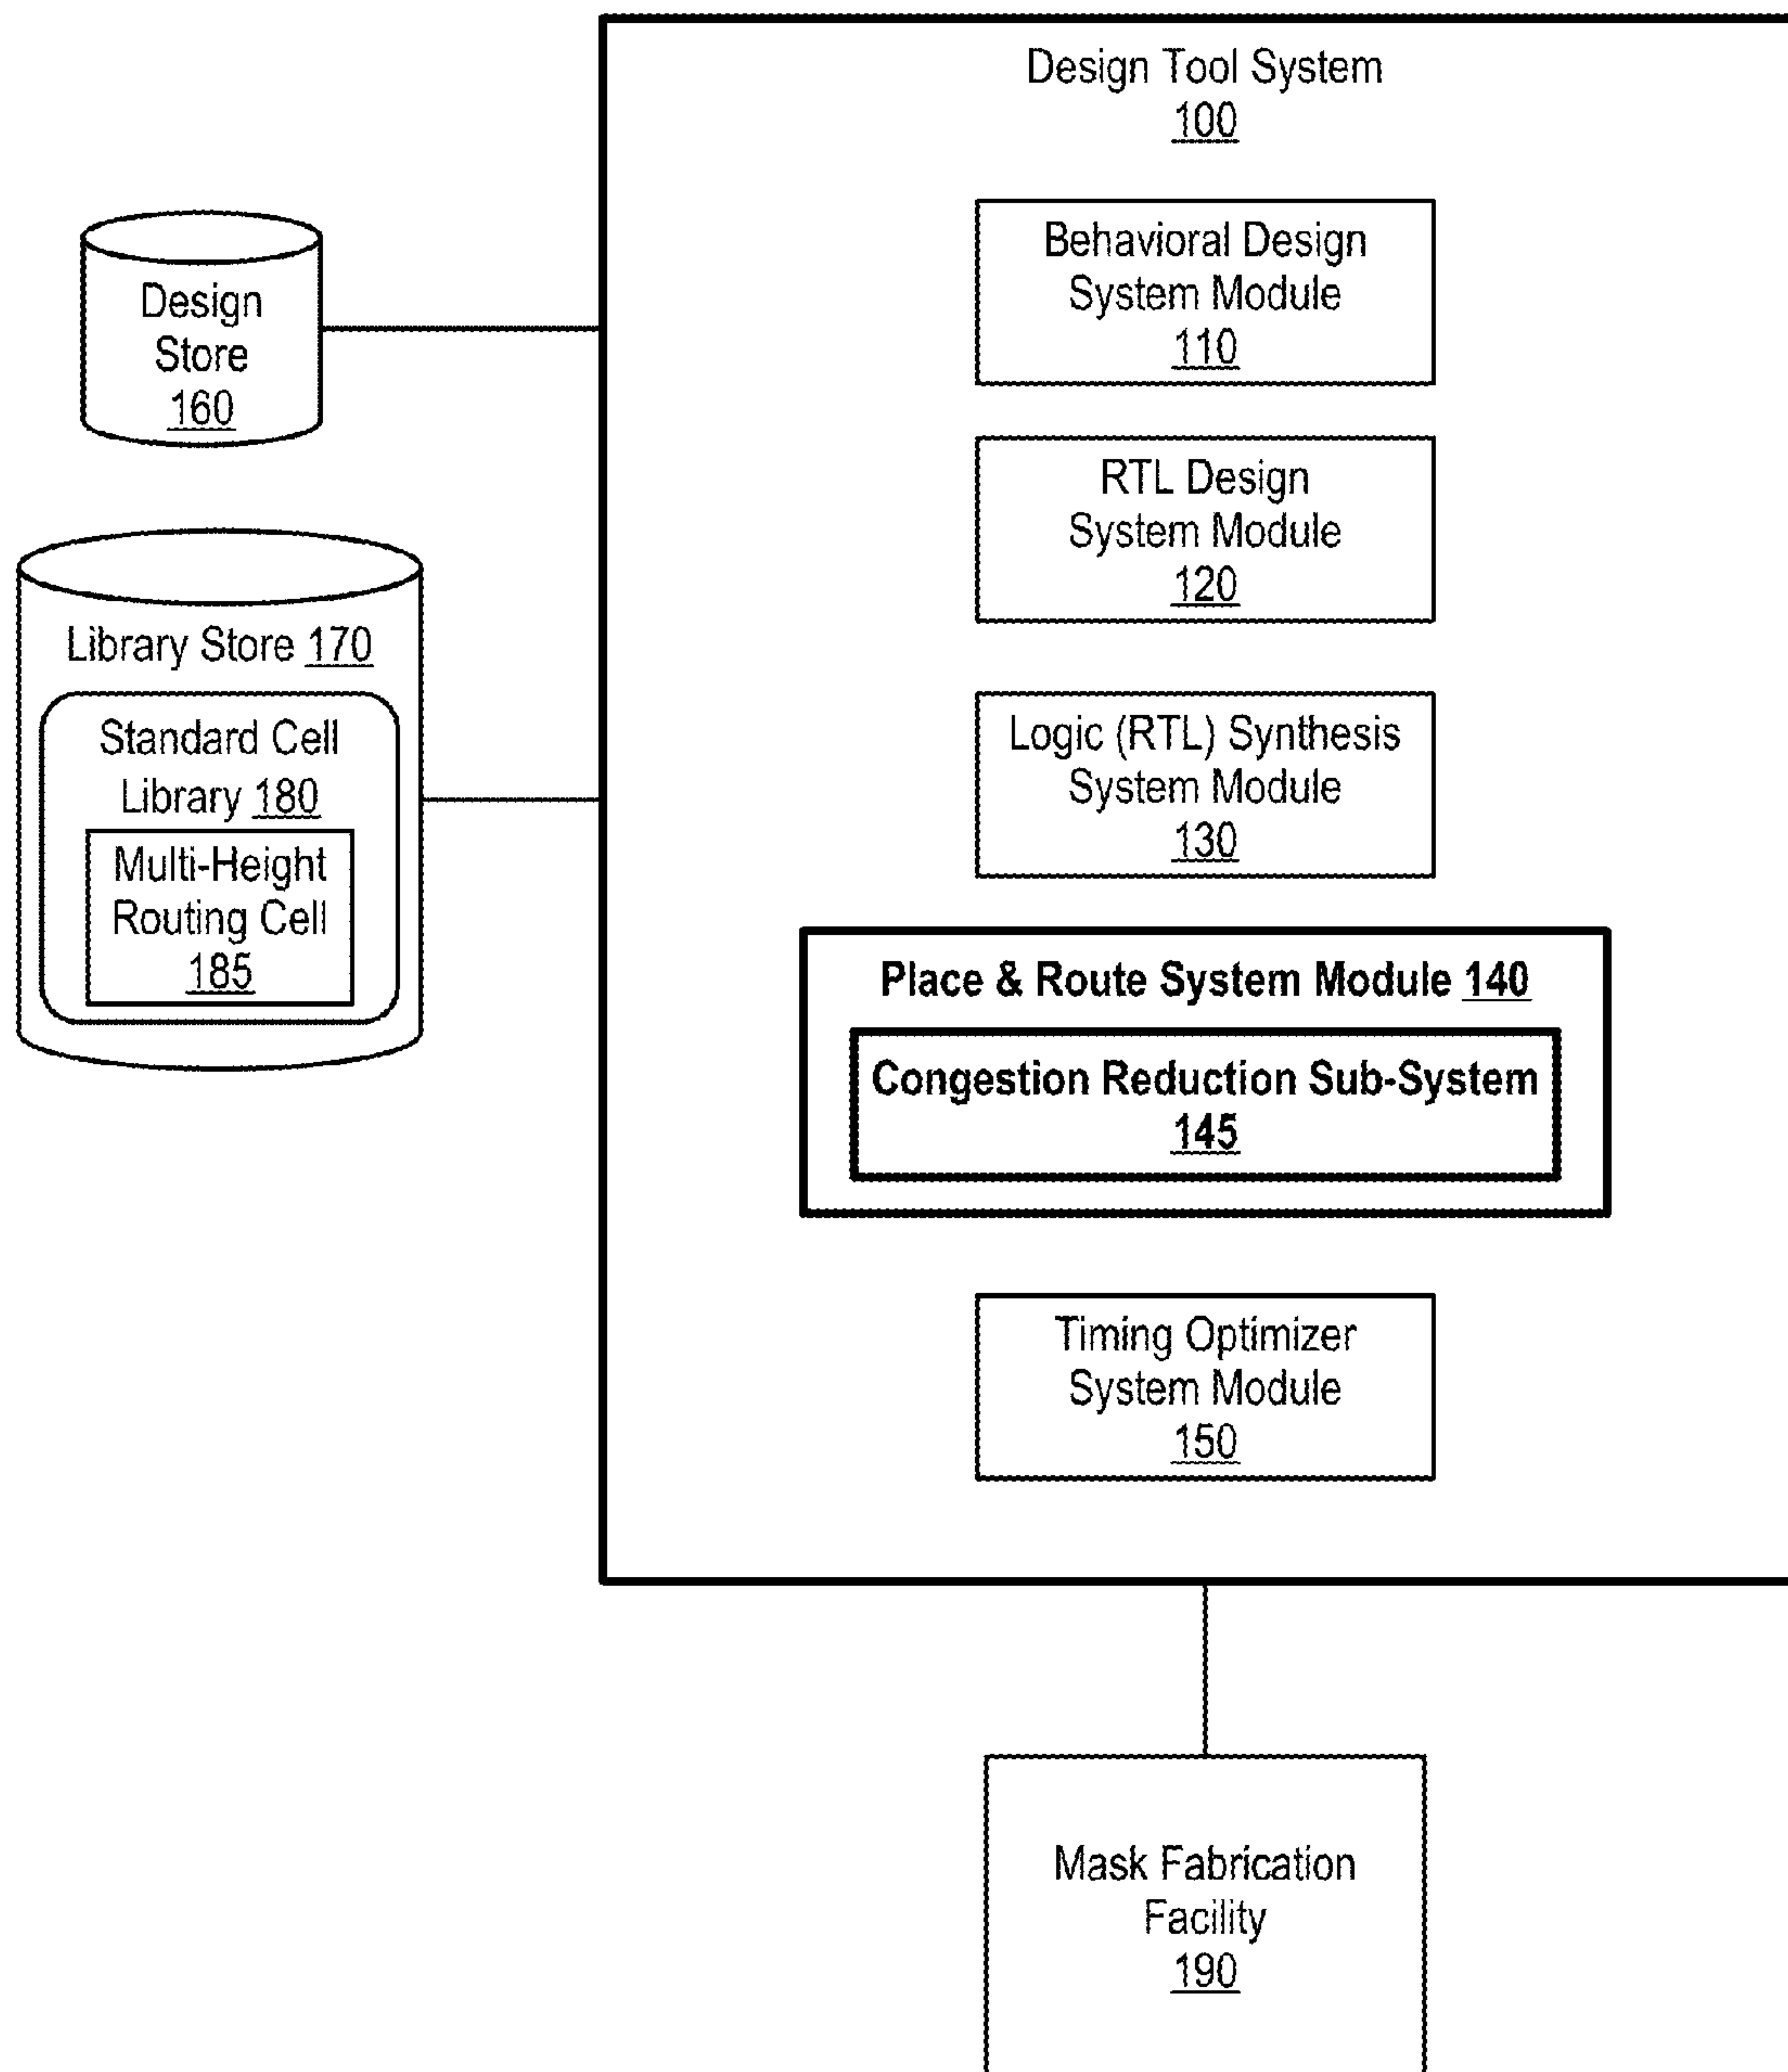 Design Tool System
100
Behavioral Design
System Module
110
RTL Design
System Module
120
Logic (RTL) Synthesis
System Module
130
Place & Route System Module 140
Congestion Reduction Sub-System
145
Timing Optimizer
System Module
150
Design
Store
160
Library Store 170
Standard Cell
Library 180
Multi-Height
Routing Cell
185
Mask Fabrication
Facility
190